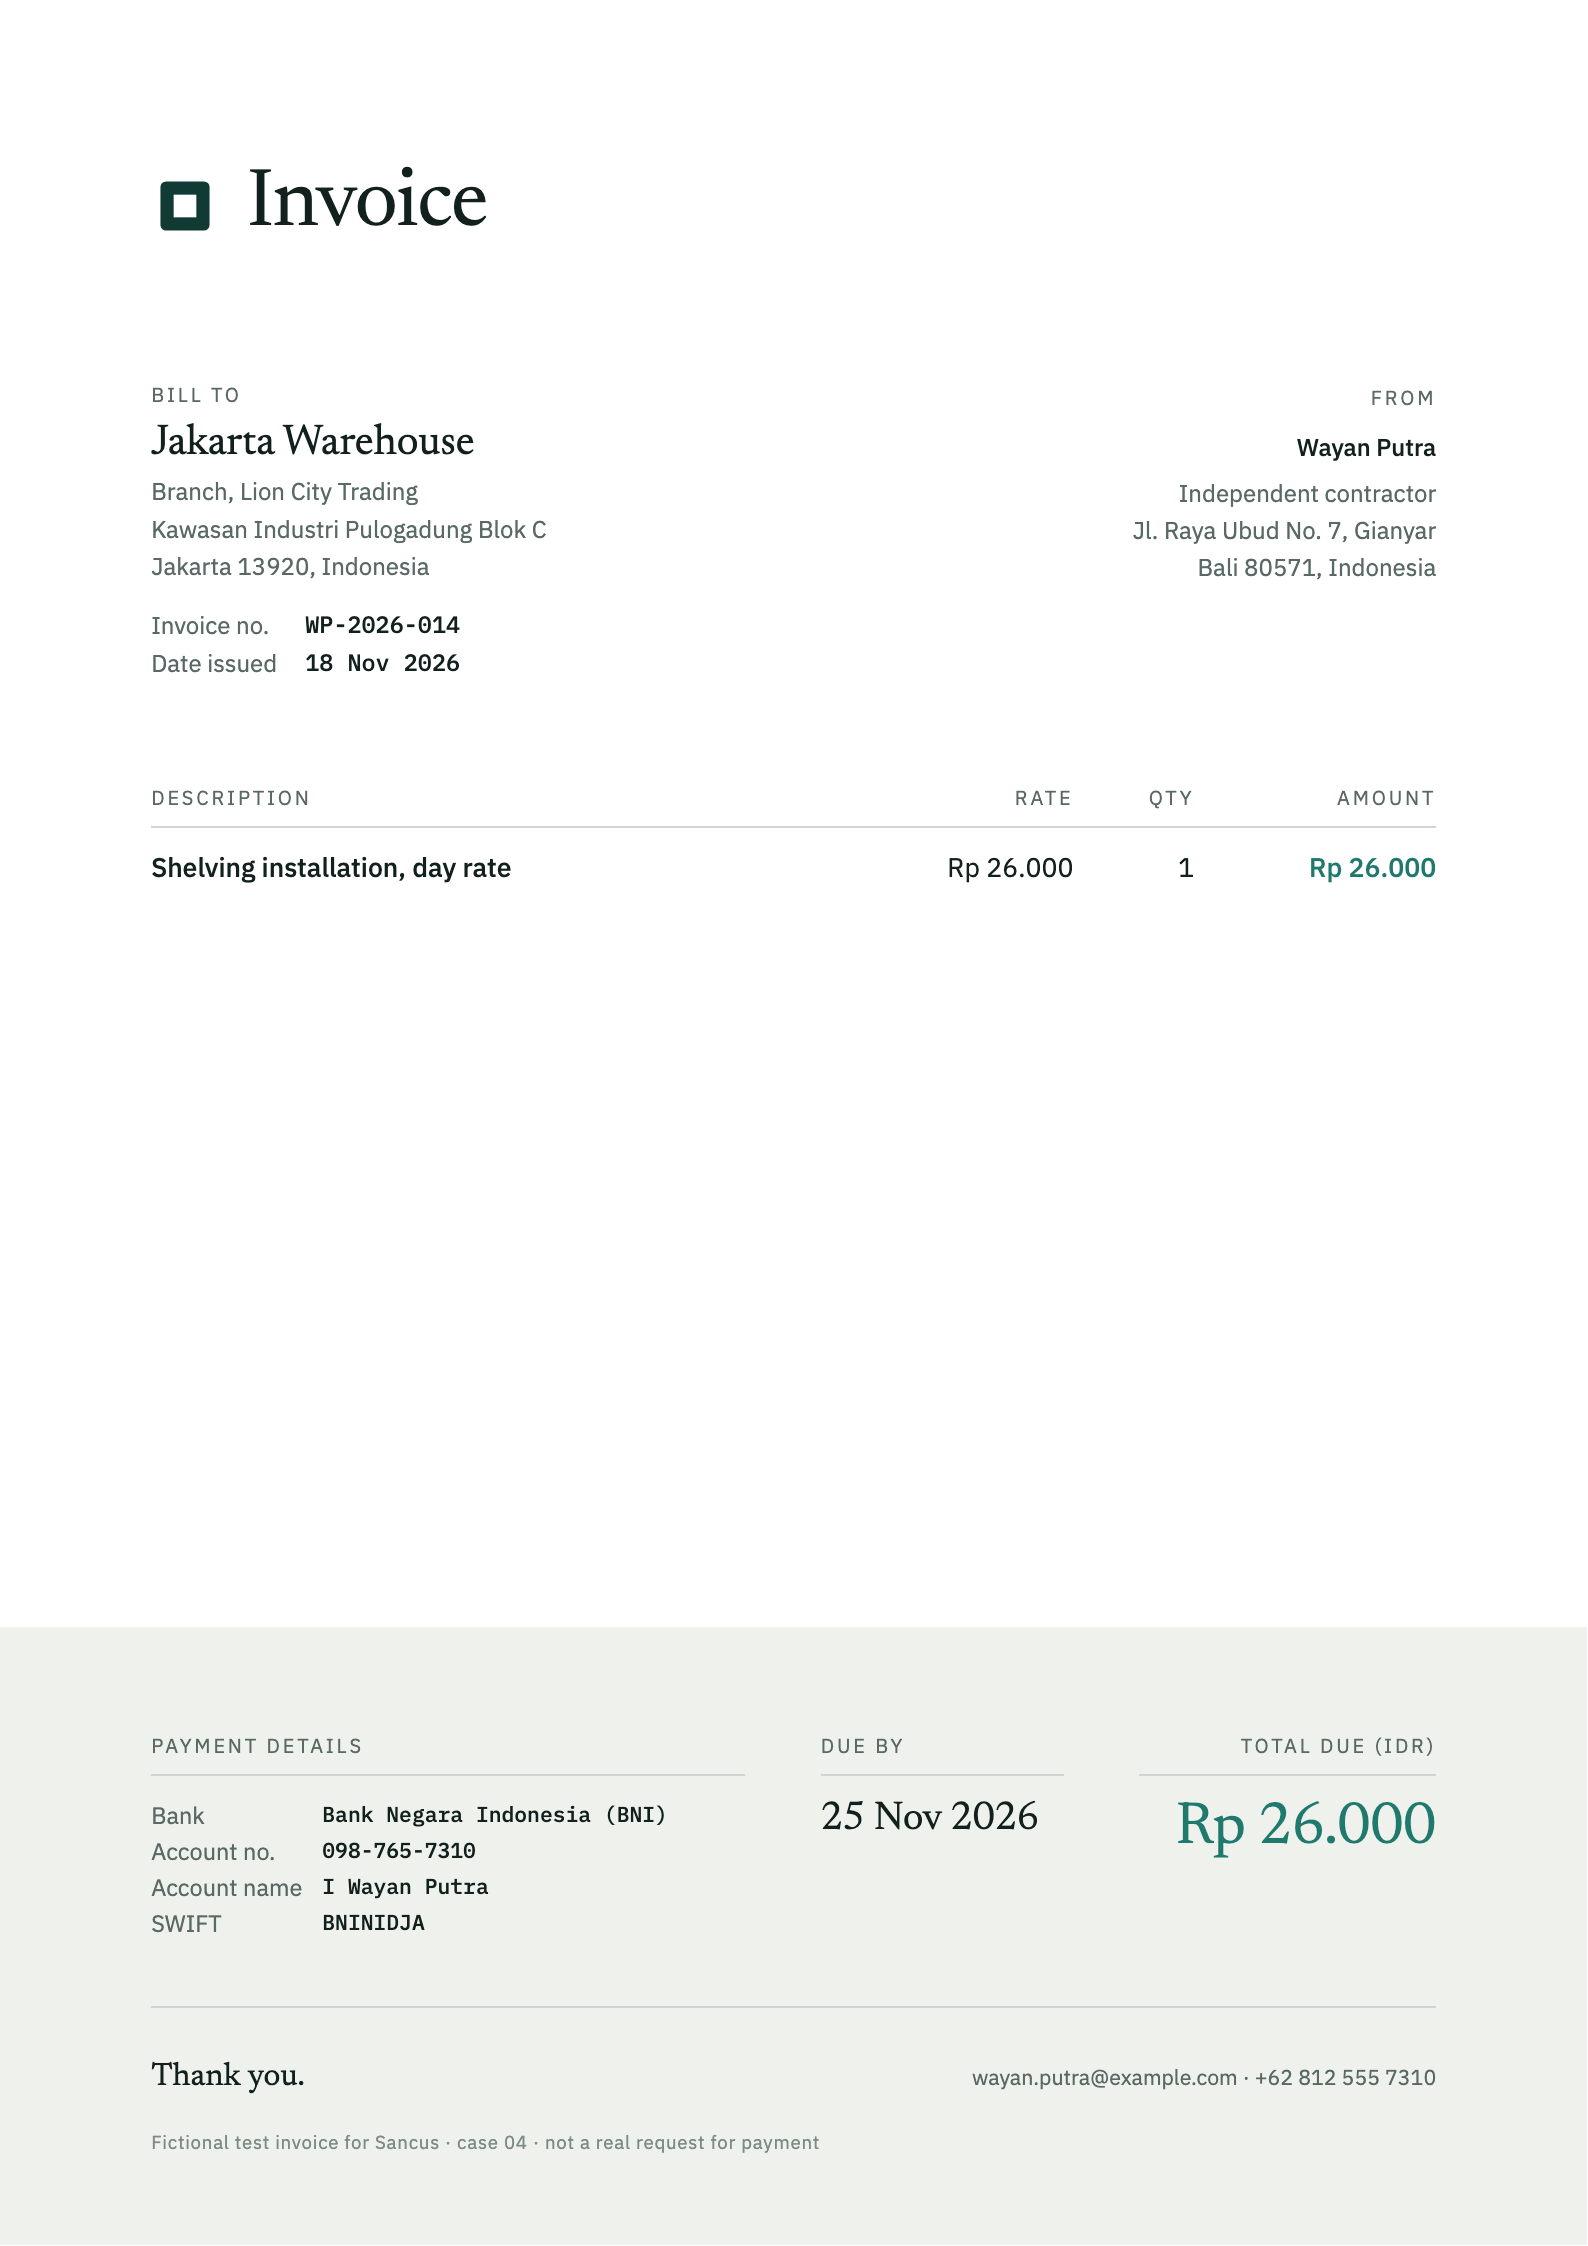 Invoice
BILL TO
Jakarta Warehouse
Branch, Lion City Trading
Kawasan Industri Pulogadung Blok C
Jakarta 13920, Indonesia
Invoice no. WP-2026-014
Date issued 18 Nov 2026
FROM
Wayan Putra
Independent contractor
Jl. Raya Ubud No. 7, Gianyar
Bali 80571, Indonesia
DESCRIPTION RATE QTY AMOUNT
Shelving installation, day rate Rp 26.000 1 Rp 26.000
PAYMENT DETAILS
Bank Bank Negara Indonesia (BNI)
Account no. 098-765-7310
Account name I Wayan Putra
SWIFT BNINIDJA
DUE BY
25 Nov 2026
TOTAL DUE (IDR)
Rp 26.000
Thank you.
wayan.putra@example.com · +62 812 555 7310
Fictional test invoice for Sancus · case 04 · not a real request for payment